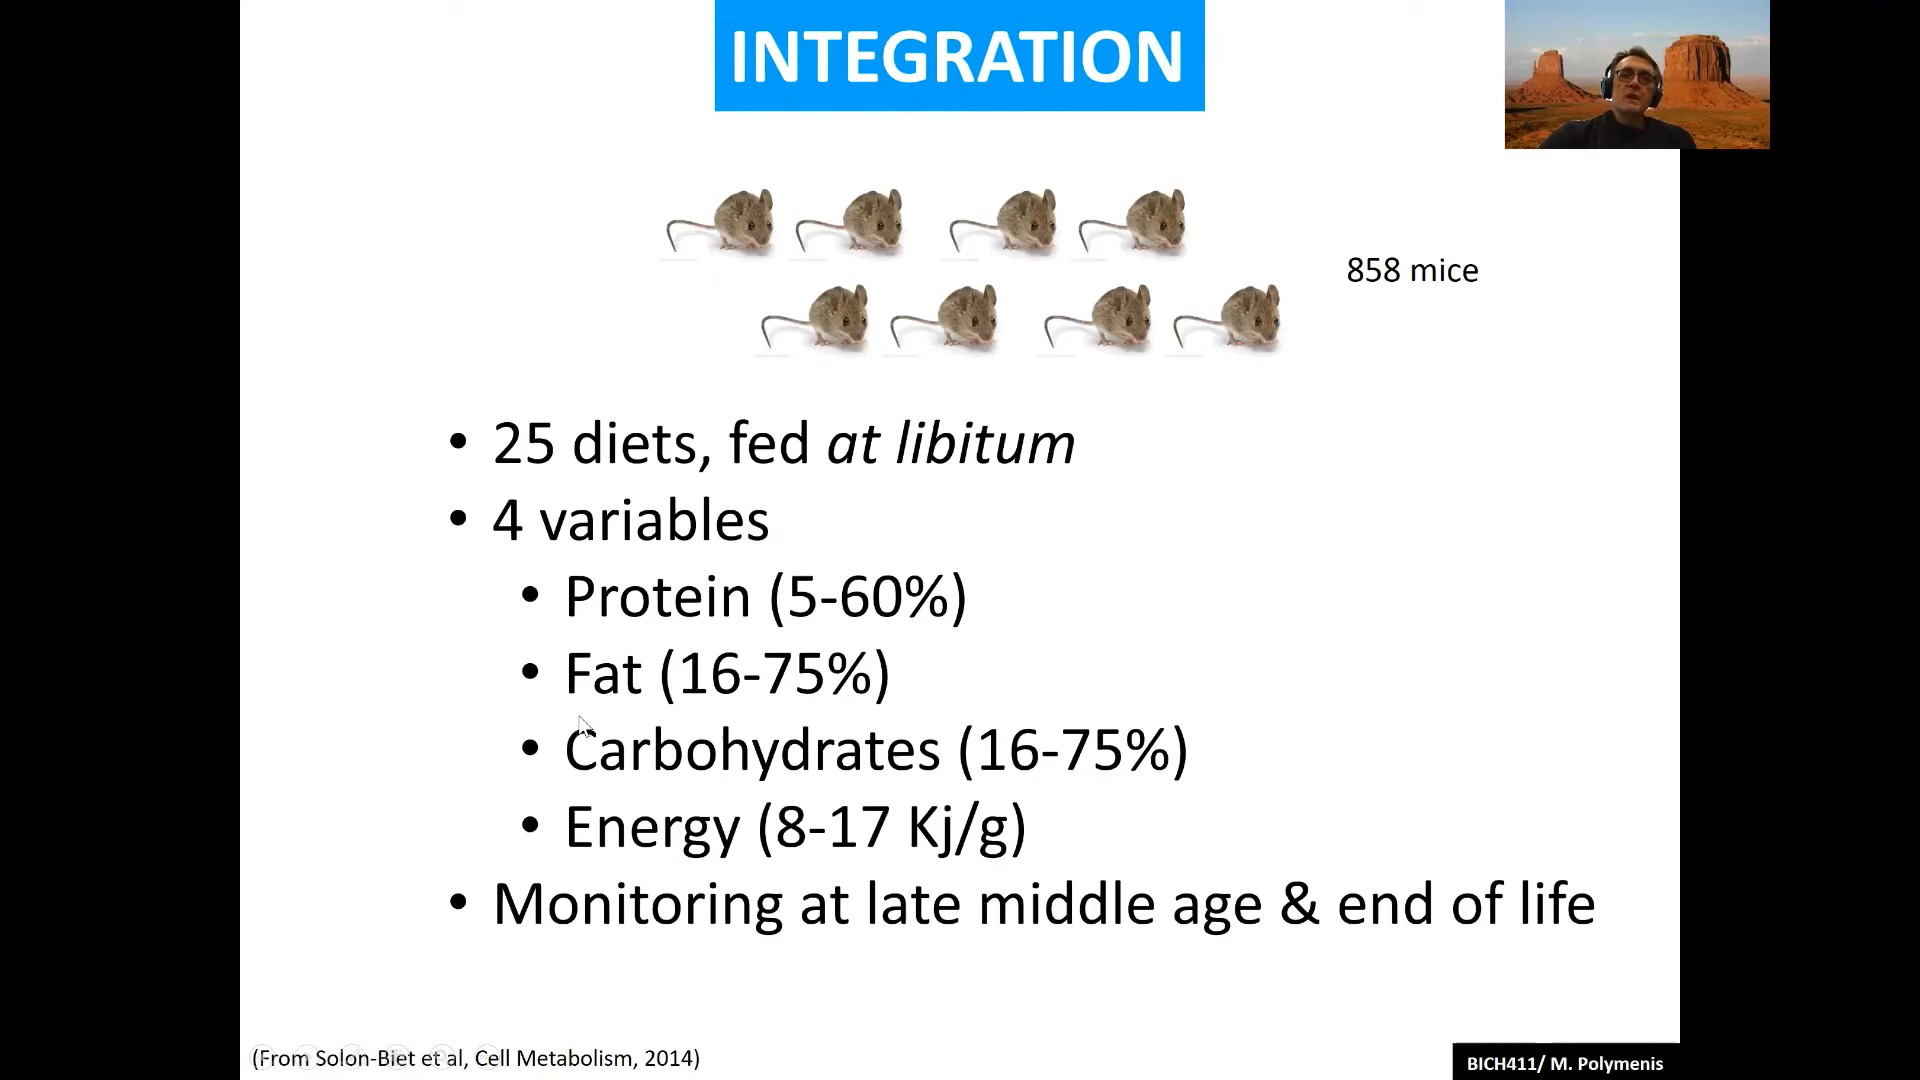 INTEGRATION
858 mice
• 25 diets, fed at libitum
• 4 variables
• Protein (5-60%)
• Fat (16-75%)
• Carbohydrates (16-75%)
• Energy (8-17 Kj/g)
• Monitoring at late middle age & end of life
(From Solon-Biet et al, Cell Metabolism, 2014)
BICH411/ M. Polymenis